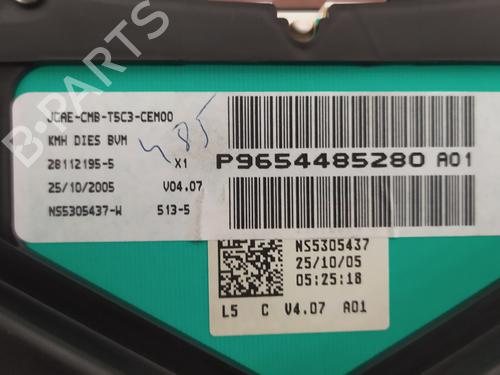 JCAE-CMB-T5C3-CEM00
KMH DIES BVM
28112195-5 X1
25/10/2005 V04.07
NS5305437-W 513-5
485
P9654485280 A01
NS5305437
25/10/05
05:25:18
L5 C V4.07 A01
B-PARTS